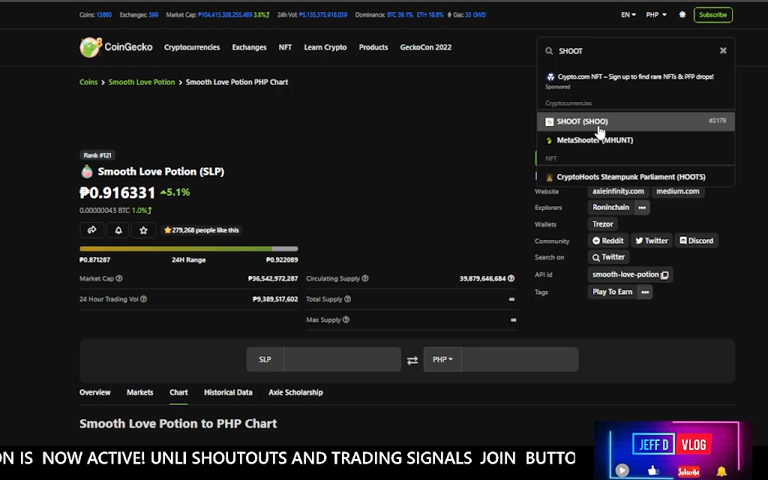 Coins: 13660 Exchanges: 599 Market Cap: ₱104,415,308,255,489 3.8% 24h Vol: ₱5,135,375,918,039 Dominance: BTC 39.1% ETH 18.6% Gas: 35 GWEI EN PHP Subscribe
CoinGecko Cryptocurrencies Exchanges NFT Learn Crypto Products GeckoCon 2022
SHOOT
Coins > Smooth Love Potion > Smooth Love Potion PHP Chart
Crypto.com NFT – Sign up to find rare NFTs & PFP drops!
Sponsored
Cryptocurrencies
SHOOT (SHOO) #2179
MetaShooter (MHUNT)
NFT
CryptoHoots Steampunk Parliament (HOOTS)
Rank #121
Smooth Love Potion (SLP)
₱0.916331 5.1%
0.00000043 BTC 1.0%
279,268 people like this
₱0.871287 24H Range ₱0.922089
Market Cap ₱36,542,972,287
Circulating Supply 39,879,646,684
24 Hour Trading Vol ₱9,389,517,602
Total Supply ∞
Max Supply ∞
Website axieinfinity.com medium.com
Explorers Roninchain
Wallets Trezor
Community Reddit Twitter Discord
Search on Twitter
API id smooth-love-potion
Tags Play To Earn
SLP PHP
Overview Markets Chart Historical Data Axie Scholarship
Smooth Love Potion to PHP Chart
JEFF D VLOG
Subscribe
ON IS NOW ACTIVE! UNLI SHOUTOUTS AND TRADING SIGNALS JOIN BUTTO